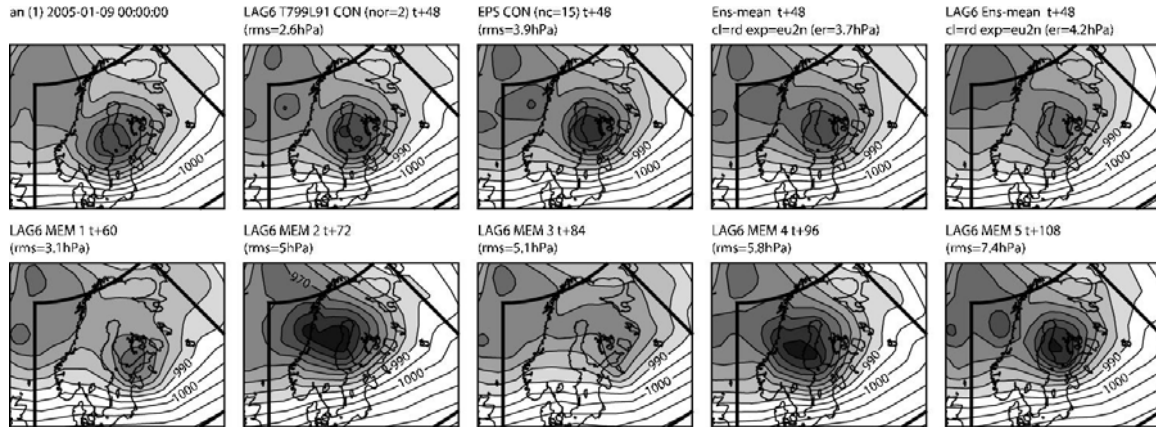 an (1) 2005-01-09 00:00:00
LAG6 T799L91 CON (nor=2) t+48
(rms=2.6hPa)
EPS CON (nc=15) t+48
(rms=3.9hPa)
Ens-mean t+48
cl=rd exp=eu2n (er=3.7hPa)
LAG6 Ens-mean t+48
cl=rd exp=eu2n (er=4.2hPa)
1000
990
1000
990
1000
990
1000
990
1000
LAG6 MEM 1 t+60
(rms=3.1hPa)
LAG6 MEM 2 t+72
(rms=5hPa)
LAG6 MEM 3 t+84
(rms=5.1hPa)
LAG6 MEM 4 t+96
(rms=5.8hPa)
LAG6 MEM 5 t+108
(rms=7.4hPa)
990
1000
970
990
1000
990
1000
990
1000
990
1000